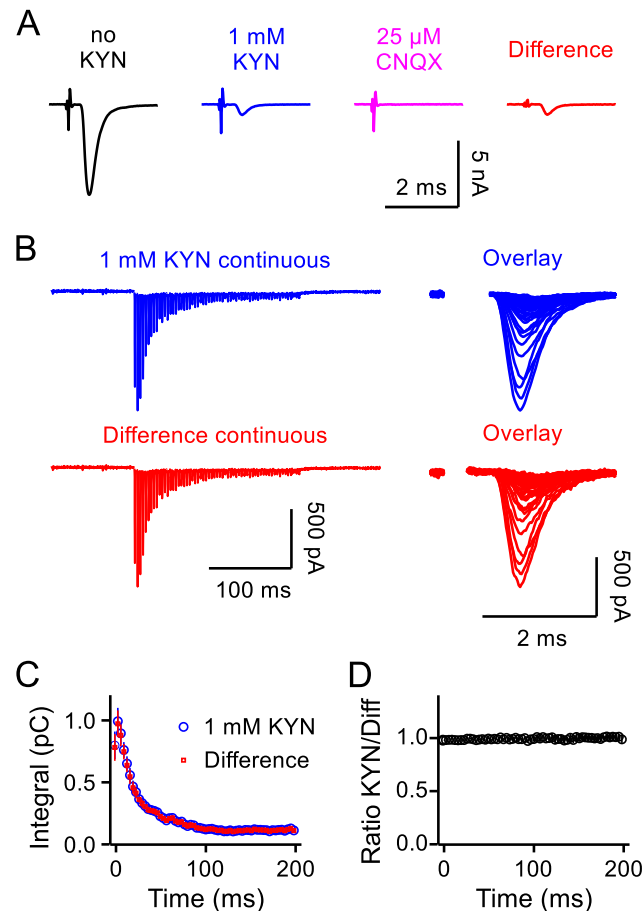 A
no
KYN
1 mM
KYN
25 µM
CNQX
Difference
2 ms
5 nA
B
1 mM KYN continuous
Overlay
Difference continuous
Overlay
100 ms
500 pA
2 ms
500 pA
C
Integral (pC)
1.0
0.5
0.0
1 mM KYN
Difference
0
100
200
Time (ms)
D
Ratio KYN/Diff
1.0
0.5
0.0
0
100
200
Time (ms)